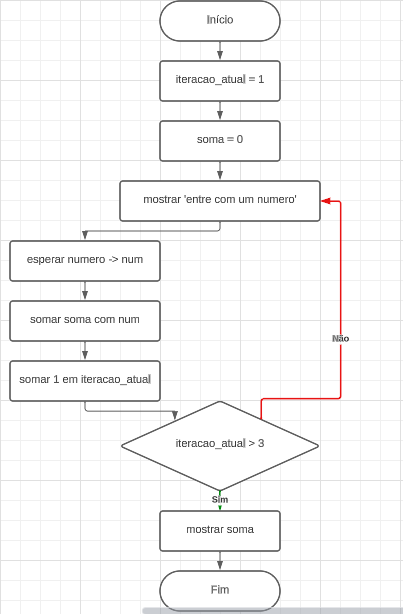 Início
iteracao_atual = 1
soma = 0
mostrar 'entre com um numero'
esperar numero -> num
somar soma com num
somar 1 em iteracao_atual
Não
iteracao_atual > 3
Sim
mostrar soma
Fim